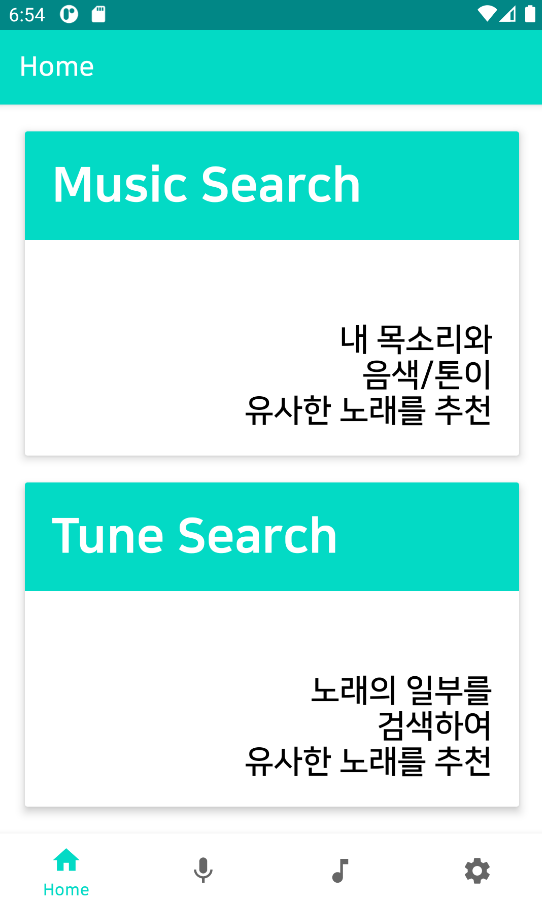 6:54
Home
Music Search
내 목소리와
음색/톤이
유사한 노래를 추천
Tune Search
노래의 일부를
검색하여
유사한 노래를 추천
Home